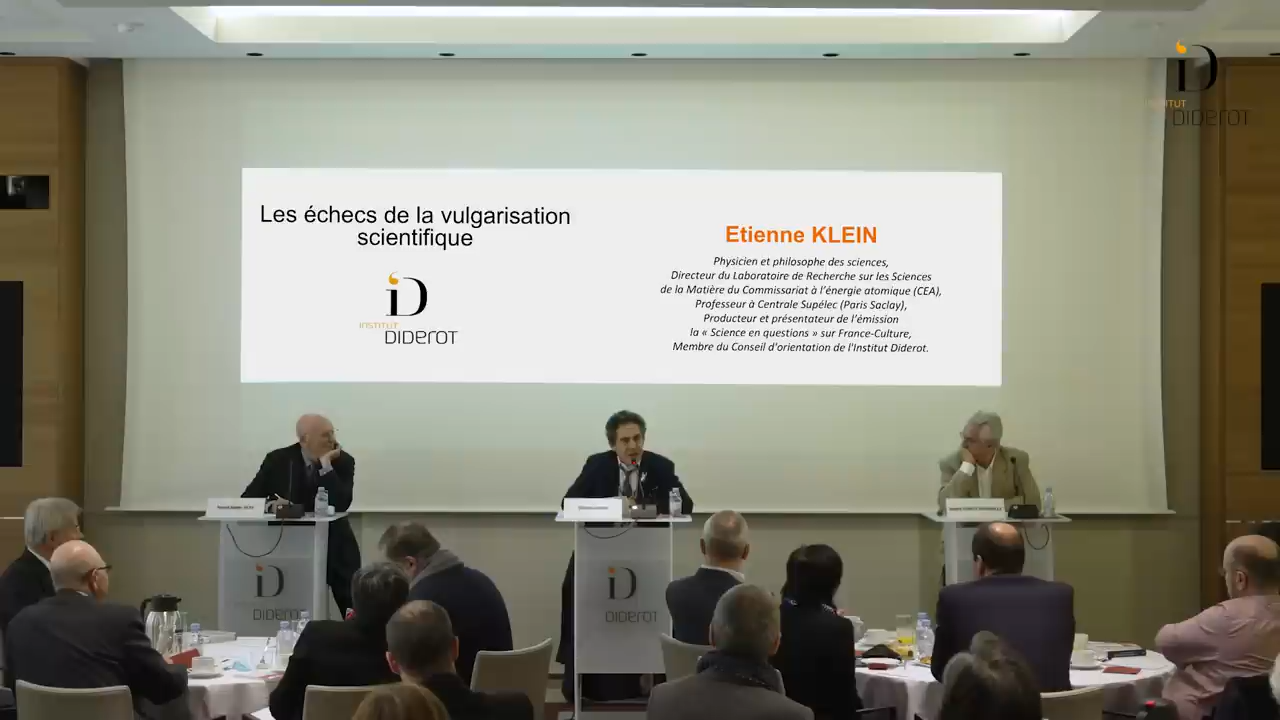 Les échecs de la vulgarisation
scientifique
iD
INSTITUT
DIDEROT
Etienne KLEIN
Physicien et philosophe des sciences,
Directeur du Laboratoire de Recherche sur les Sciences
de la Matière du Commissariat à l'énergie atomique (CEA),
Professeur à Centrale Supélec (Paris Saclay),
Producteur et présentateur de l'émission
la « Science en questions » sur France-Culture,
Membre du Conseil d'orientation de l'Institut Diderot.
iD
DIDEROT
iD
DIDEROT
iD
DIDEROT